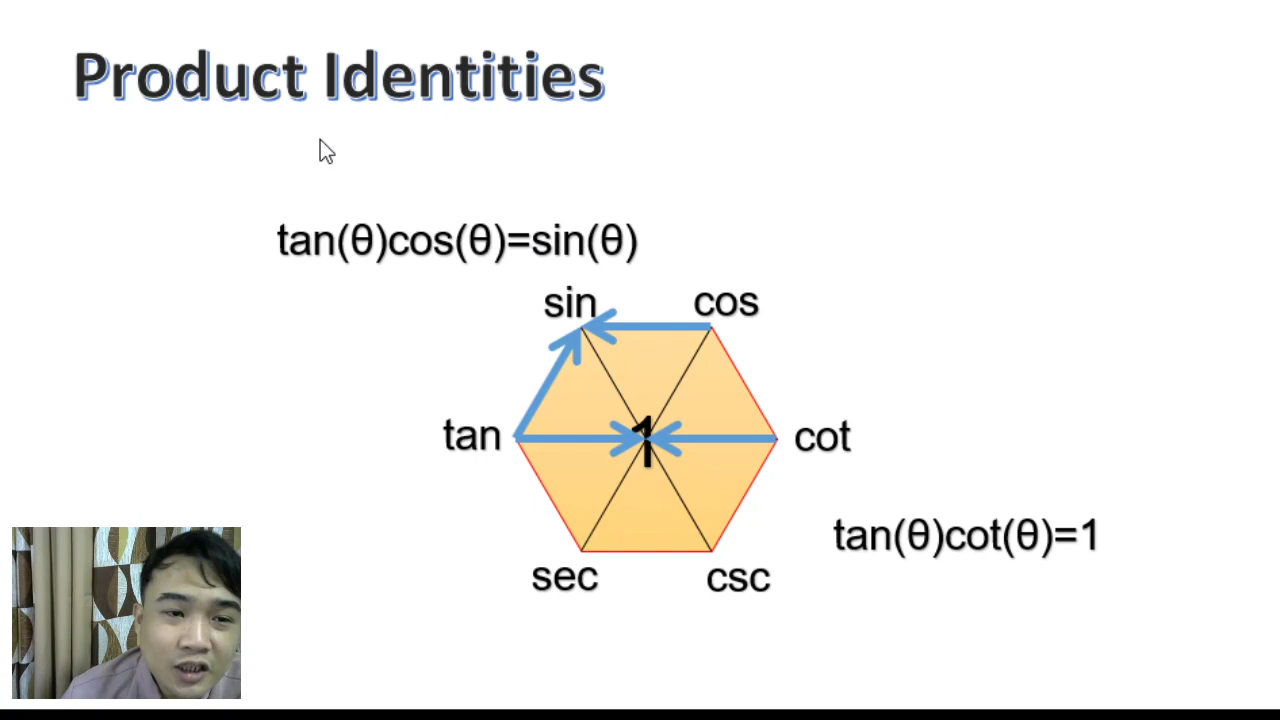 Product Identities
tan(θ)cos(θ)=sin(θ)
sin
cos
tan
1
cot
tan(θ)cot(θ)=1
sec
csc